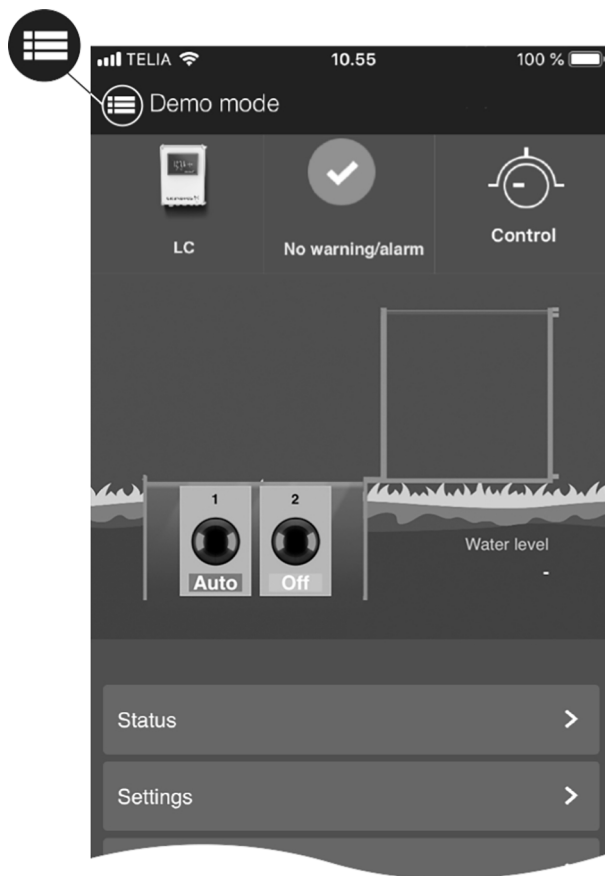 TELIA 10.55 100 %
Demo mode
LC No warning/alarm Control
1 2
Auto Off
Water level
-
Status
Settings